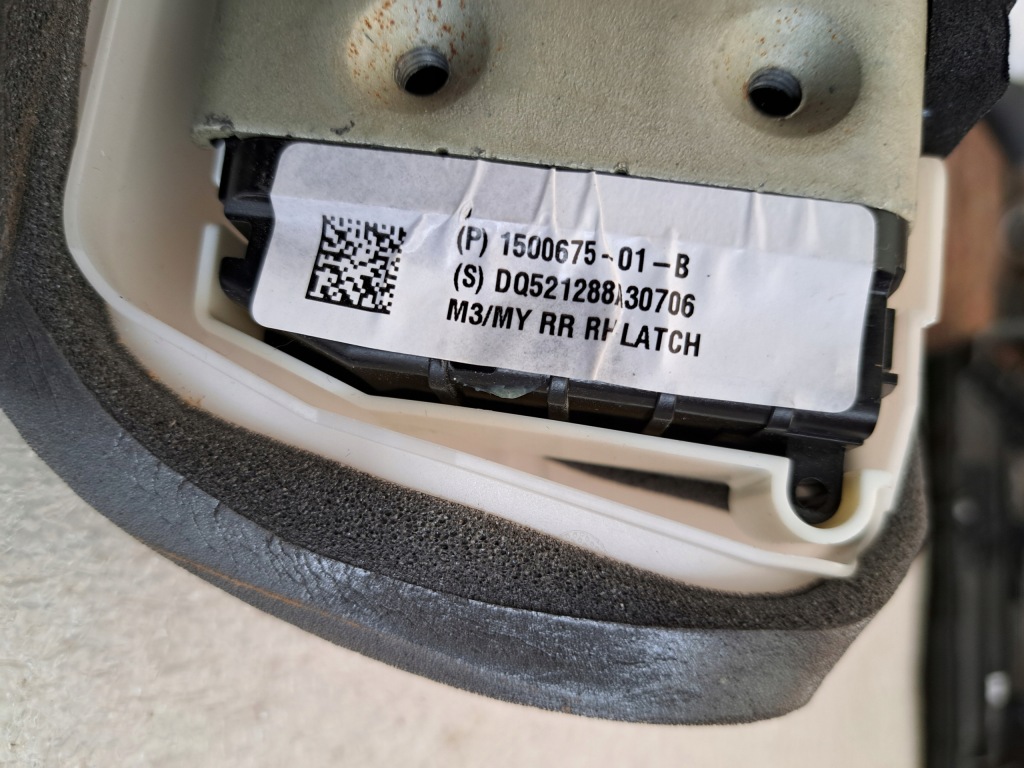 (P) 1500675-01-B
(S) DQ521288A30706
M3/MY RR RH LATCH